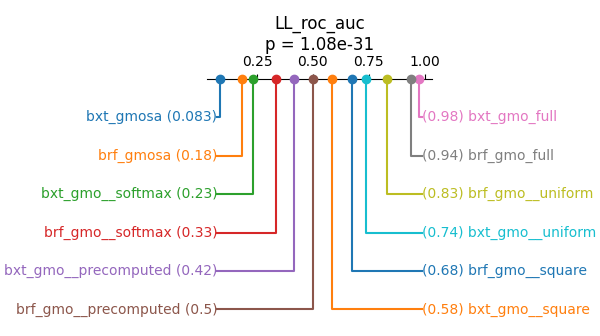 LL_roc_auc
p = 1.08e-31
0.25 0.50 0.75 1.00
bxt_gmosa (0.083) (0.98) bxt_gmo_full
brf_gmosa (0.18) (0.94) brf_gmo_full
bxt_gmo__softmax (0.23) (0.83) brf_gmo__uniform
brf_gmo__softmax (0.33) (0.74) bxt_gmo__uniform
bxt_gmo__precomputed (0.42) (0.68) brf_gmo__square
brf_gmo__precomputed (0.5) (0.58) bxt_gmo__square